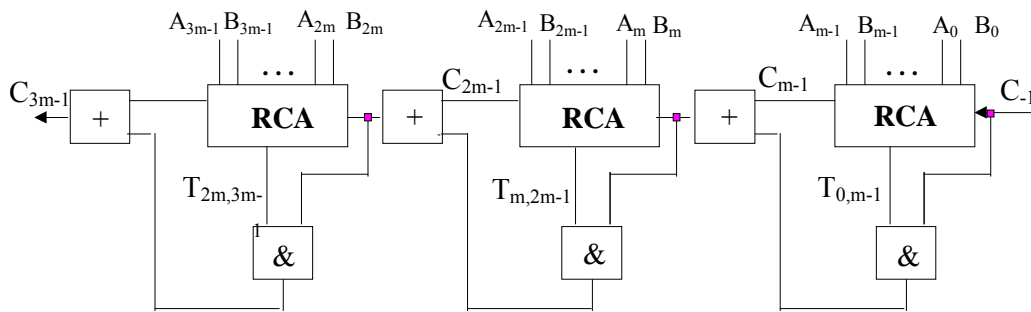 A3m-1 B3m-1 A2m B2m A2m-1 B2m-1 Am Bm Am-1 Bm-1 A0 B0
... ... ...
C3m-1 C2m-1 Cm-1 C-1
+ RCA + RCA + RCA
T2m,3m-1 Tm,2m-1 T0,m-1
& & &